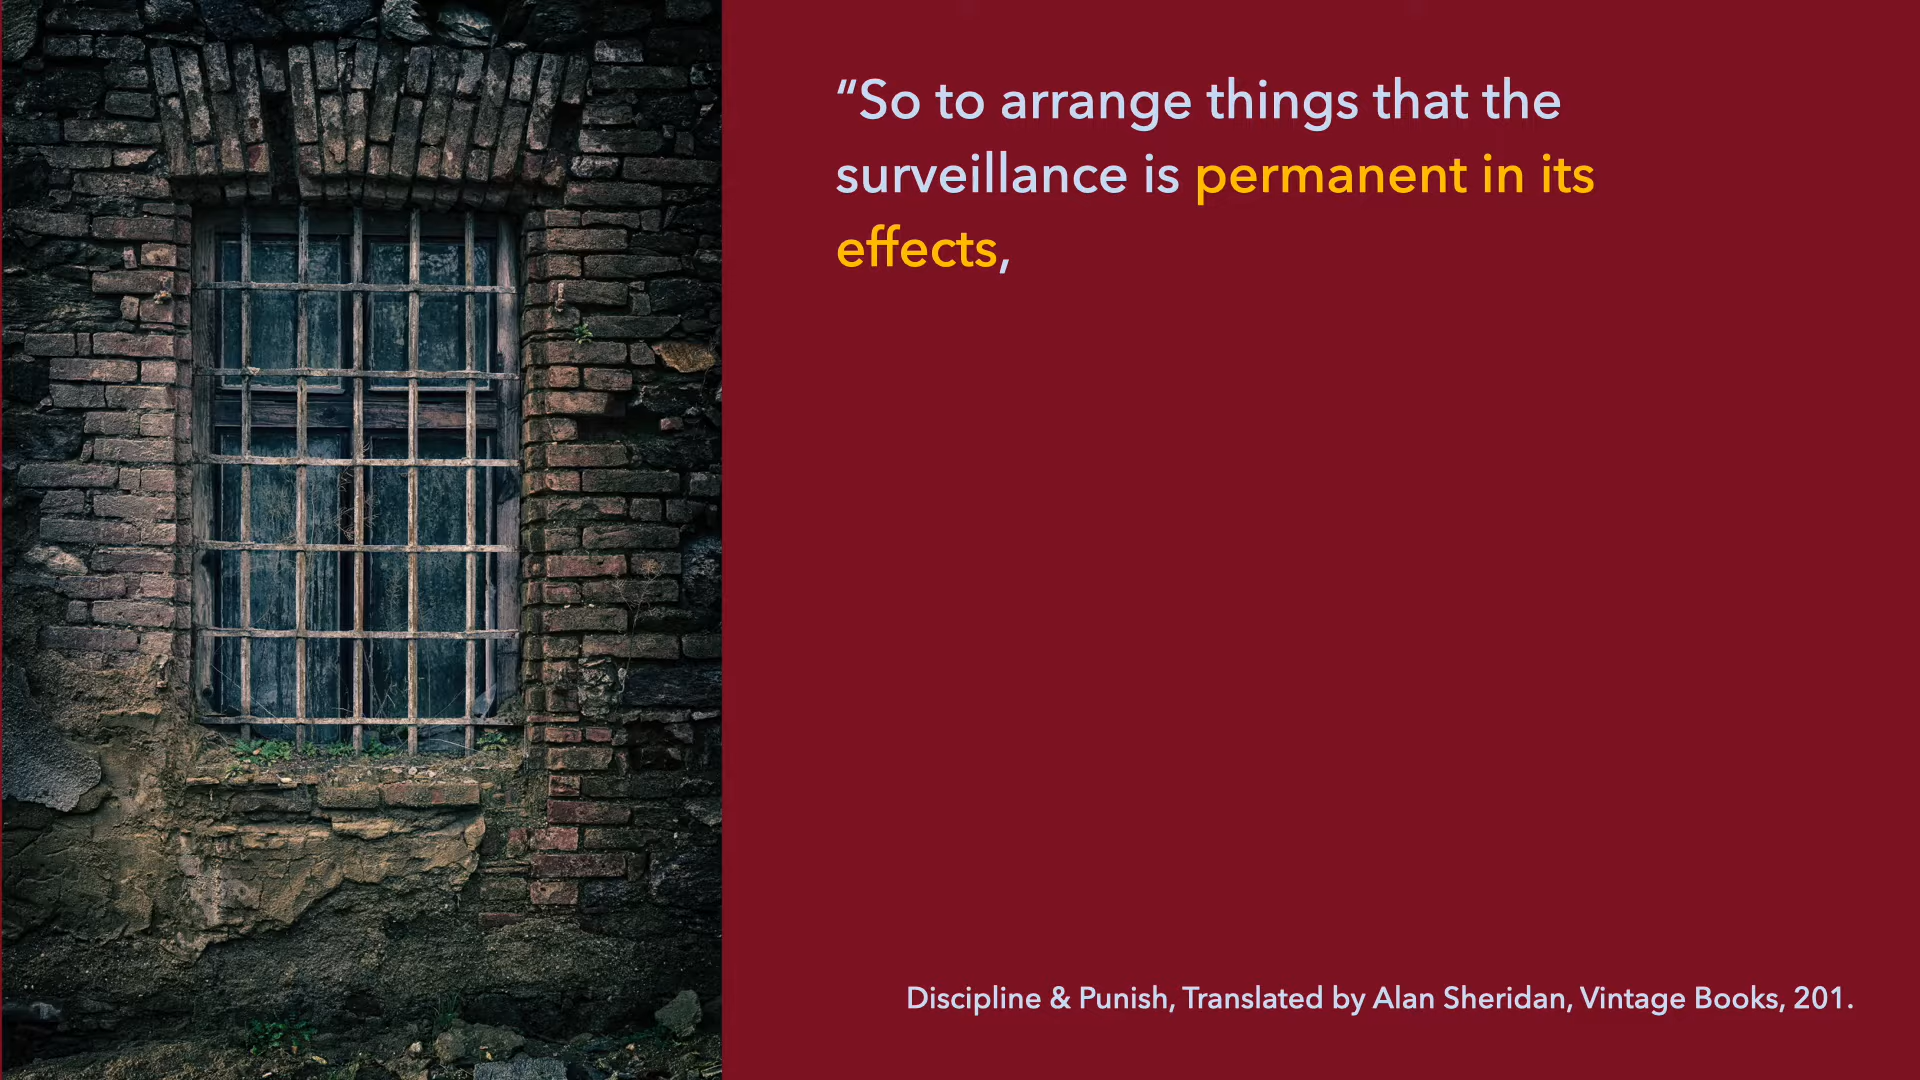 “So to arrange things that the
surveillance is permanent in its
effects,
Discipline & Punish, Translated by Alan Sheridan, Vintage Books, 201.